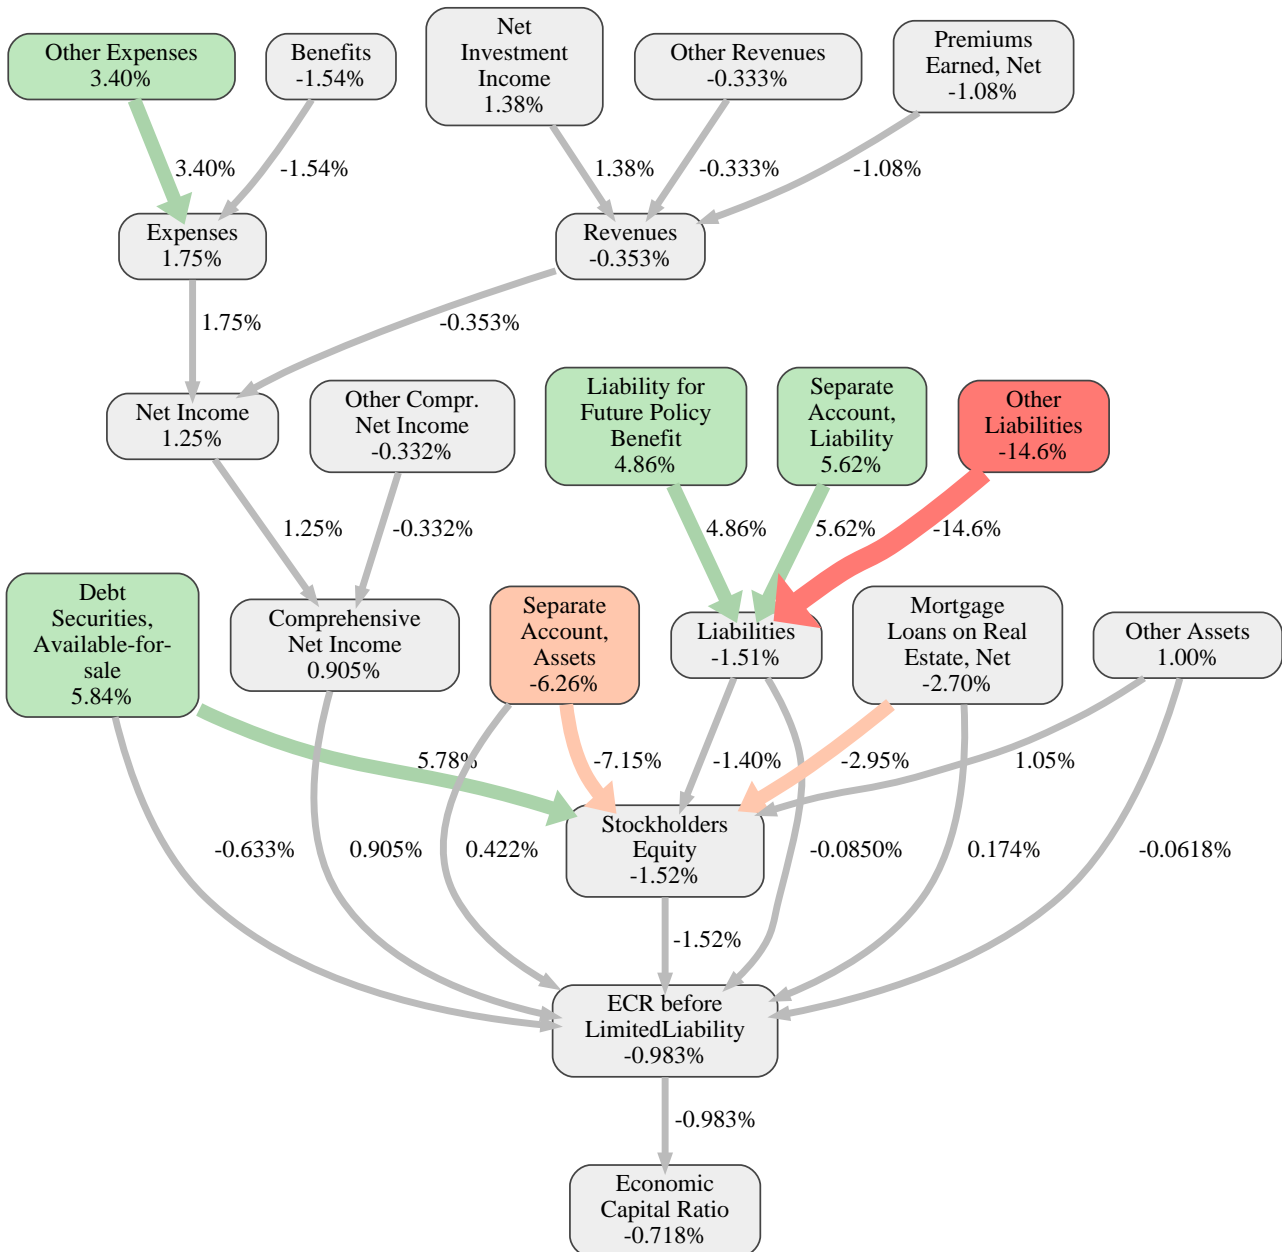 Other Expenses
3.40%
Benefits
-1.54%
Net
Investment
Income
1.38%
Other Revenues
-0.333%
Premiums
Earned, Net
-1.08%
3.40%
-1.54%
1.38%
-0.333%
-1.08%
Expenses
1.75%
Revenues
-0.353%
1.75%
-0.353%
Net Income
1.25%
Other Compr.
Net Income
-0.332%
Liability for
Future Policy
Benefit
4.86%
Separate
Account,
Liability
5.62%
Other
Liabilities
-14.6%
1.25%
-0.332%
4.86%
5.62%
-14.6%
Debt
Securities,
Available-for-
sale
5.84%
Comprehensive
Net Income
0.905%
Separate
Account,
Assets
-6.26%
Liabilities
-1.51%
Mortgage
Loans on Real
Estate, Net
-2.70%
Other Assets
1.00%
5.78%
-7.15%
-1.40%
-2.95%
1.05%
Stockholders
Equity
-1.52%
-0.633%
0.905%
0.422%
-0.0850%
0.174%
-0.0618%
-1.52%
ECR before
LimitedLiability
-0.983%
-0.983%
Economic
Capital Ratio
-0.718%